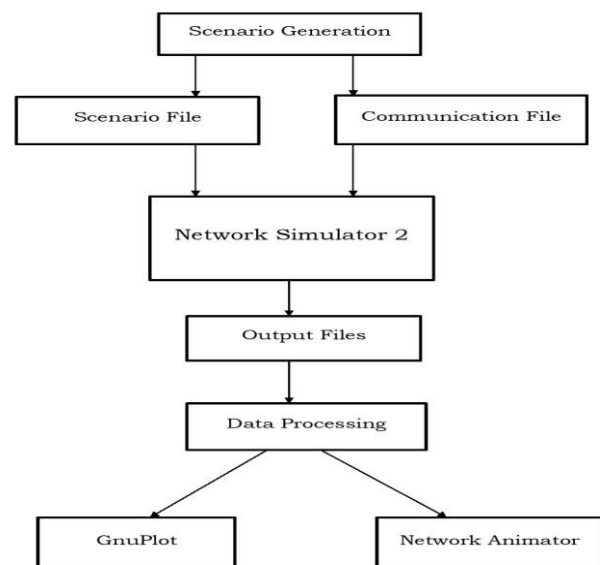 Scenario Generation
Scenario File
Communication File
Network Simulator 2
Output Files
Data Processing
GnuPlot
Network Animator